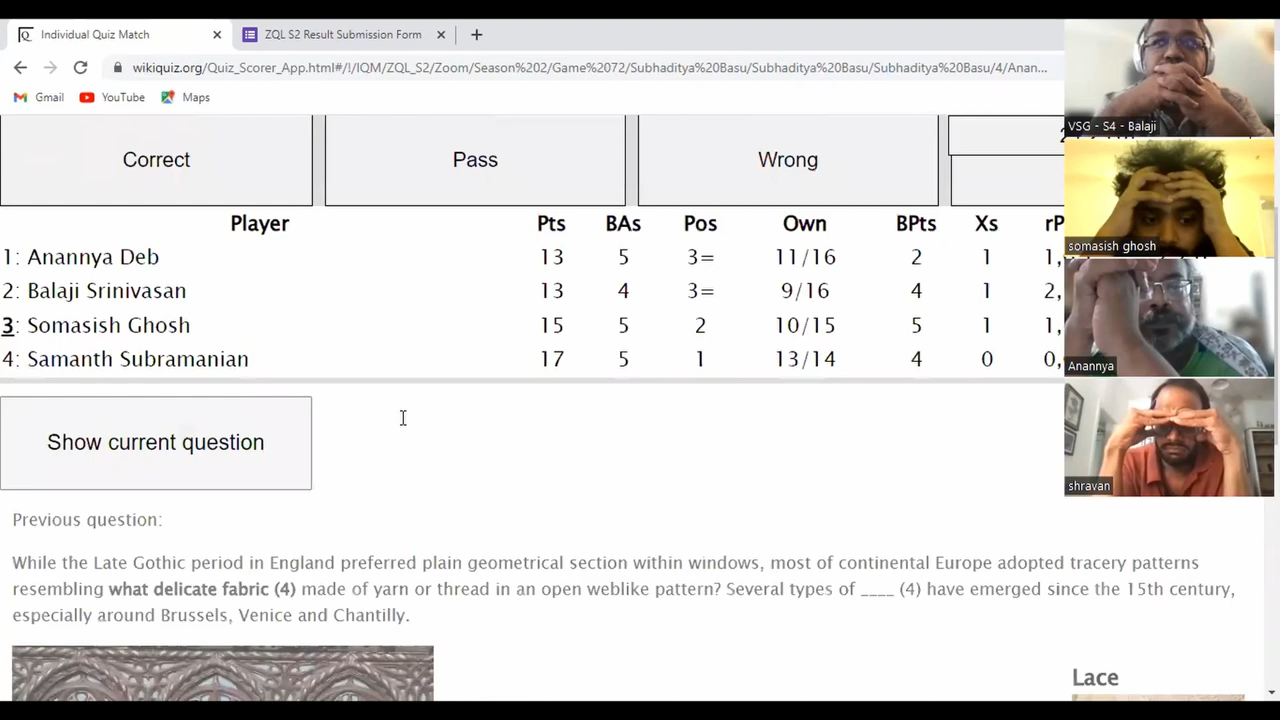 Individual Quiz Match
ZQL S2 Result Submission Form
wikiquiz.org/Quiz_Scorer_App.html#/I/IQM/ZQL_S2/Zoom/Season%202/Game%2072/Subhaditya%20Basu/Subhaditya%20Basu/Subhaditya%20Basu/4/Anan...
Gmail YouTube Maps
VSG - S4 - Balaji
Correct Pass Wrong
Player Pts BAs Pos Own BPts Xs
1: Anannya Deb 13 5 3= 11/16 2 1 1,
2: Balaji Srinivasan 13 4 3= 9/16 4 1 2,
3: Somasish Ghosh 15 5 2 10/15 5 1 1,
4: Samanth Subramanian 17 5 1 13/14 4 0 0,
somasish ghosh
Anannya
shravan
Show current question
Previous question:
While the Late Gothic period in England preferred plain geometrical section within windows, most of continental Europe adopted tracery patterns
resembling what delicate fabric (4) made of yarn or thread in an open weblike pattern? Several types of ____ (4) have emerged since the 15th century,
especially around Brussels, Venice and Chantilly.
Lace